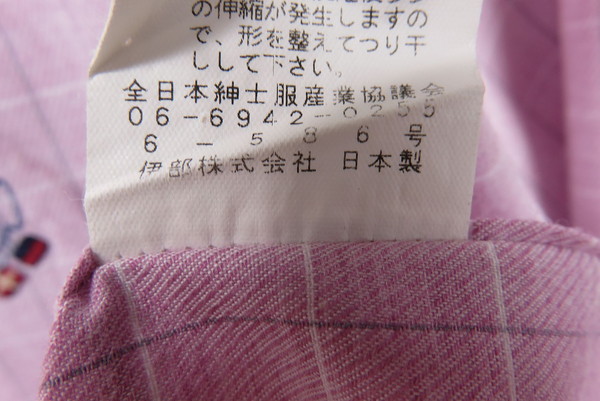 の伸縮が発生しますの
で、形を整えてつり干
ししして下さい。
全日本紳士服産業協議会
06-6942-0255
6-586号
伊部株式会社 日本製